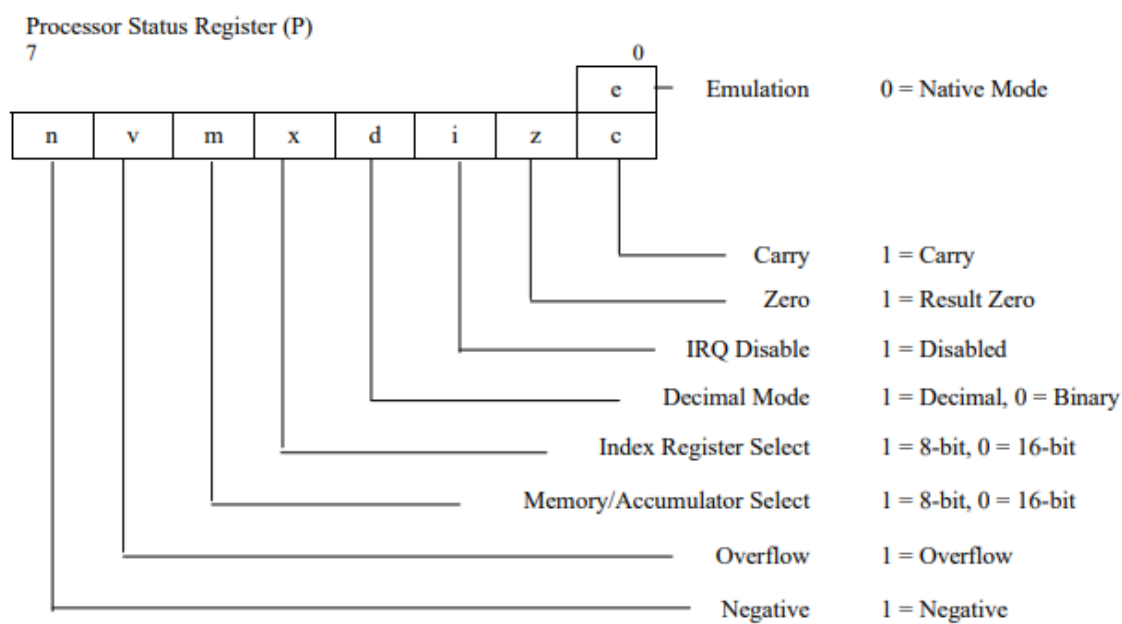 Processor Status Register (P)
7 0
e Emulation 0 = Native Mode
n v m x d i z c
Carry 1 = Carry
Zero 1 = Result Zero
IRQ Disable 1 = Disabled
Decimal Mode 1 = Decimal, 0 = Binary
Index Register Select 1 = 8-bit, 0 = 16-bit
Memory/Accumulator Select 1 = 8-bit, 0 = 16-bit
Overflow 1 = Overflow
Negative 1 = Negative